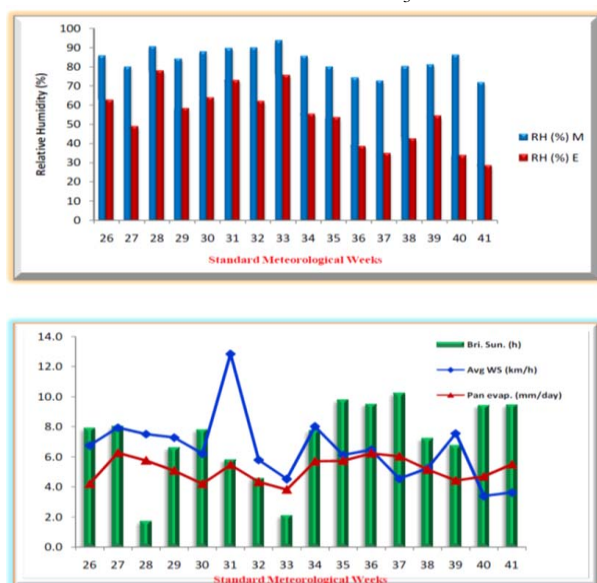 100
90
80
70
60
50
40
30
20
10
0
Relative Humidity (%)
RH (%) M
RH (%) E
26 27 28 29 30 31 32 33 34 35 36 37 38 39 40 41
Standard Meteorological Weeks
14.0
12.0
10.0
8.0
6.0
4.0
2.0
0.0
Bri. Sun. (h)
Avg WS (km/h)
Pan evap. (mm/day)
26 27 28 29 30 31 32 33 34 35 36 37 38 39 40 41
Standard Meteorological Weeks